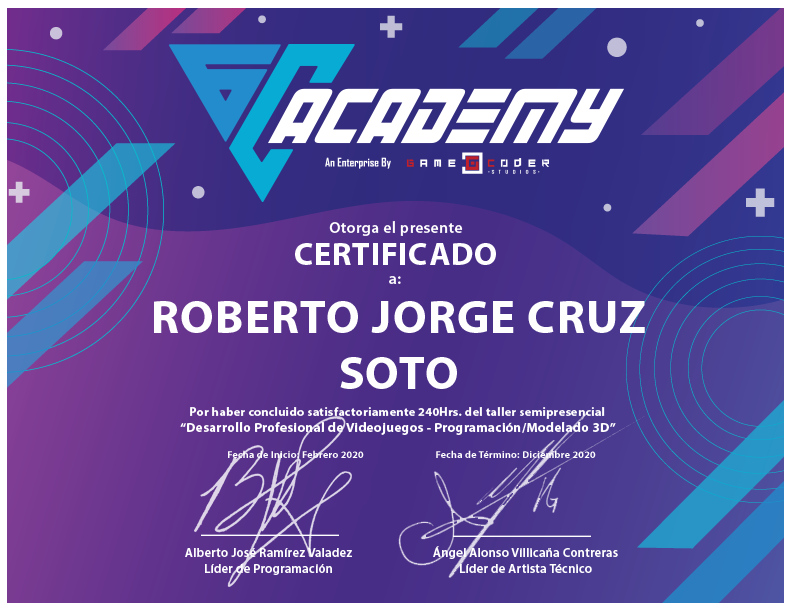 GC ACADEMY
An Enterprise By GAME G CODER
·STUDIOS·
Otorga el presente
CERTIFICADO
a:
ROBERTO JORGE CRUZ
SOTO
Por haber concluido satisfactoriamente 240Hrs. del taller semipresencial
“Desarrollo Profesional de Videojuegos - Programación/Modelado 3D”
Fecha de Inicio: Febrero 2020
Fecha de Término: Diciembre 2020
Alberto José Ramírez Valadez
Líder de Programación
Ángel Alonso Villicaña Contreras
Líder de Artista Técnico